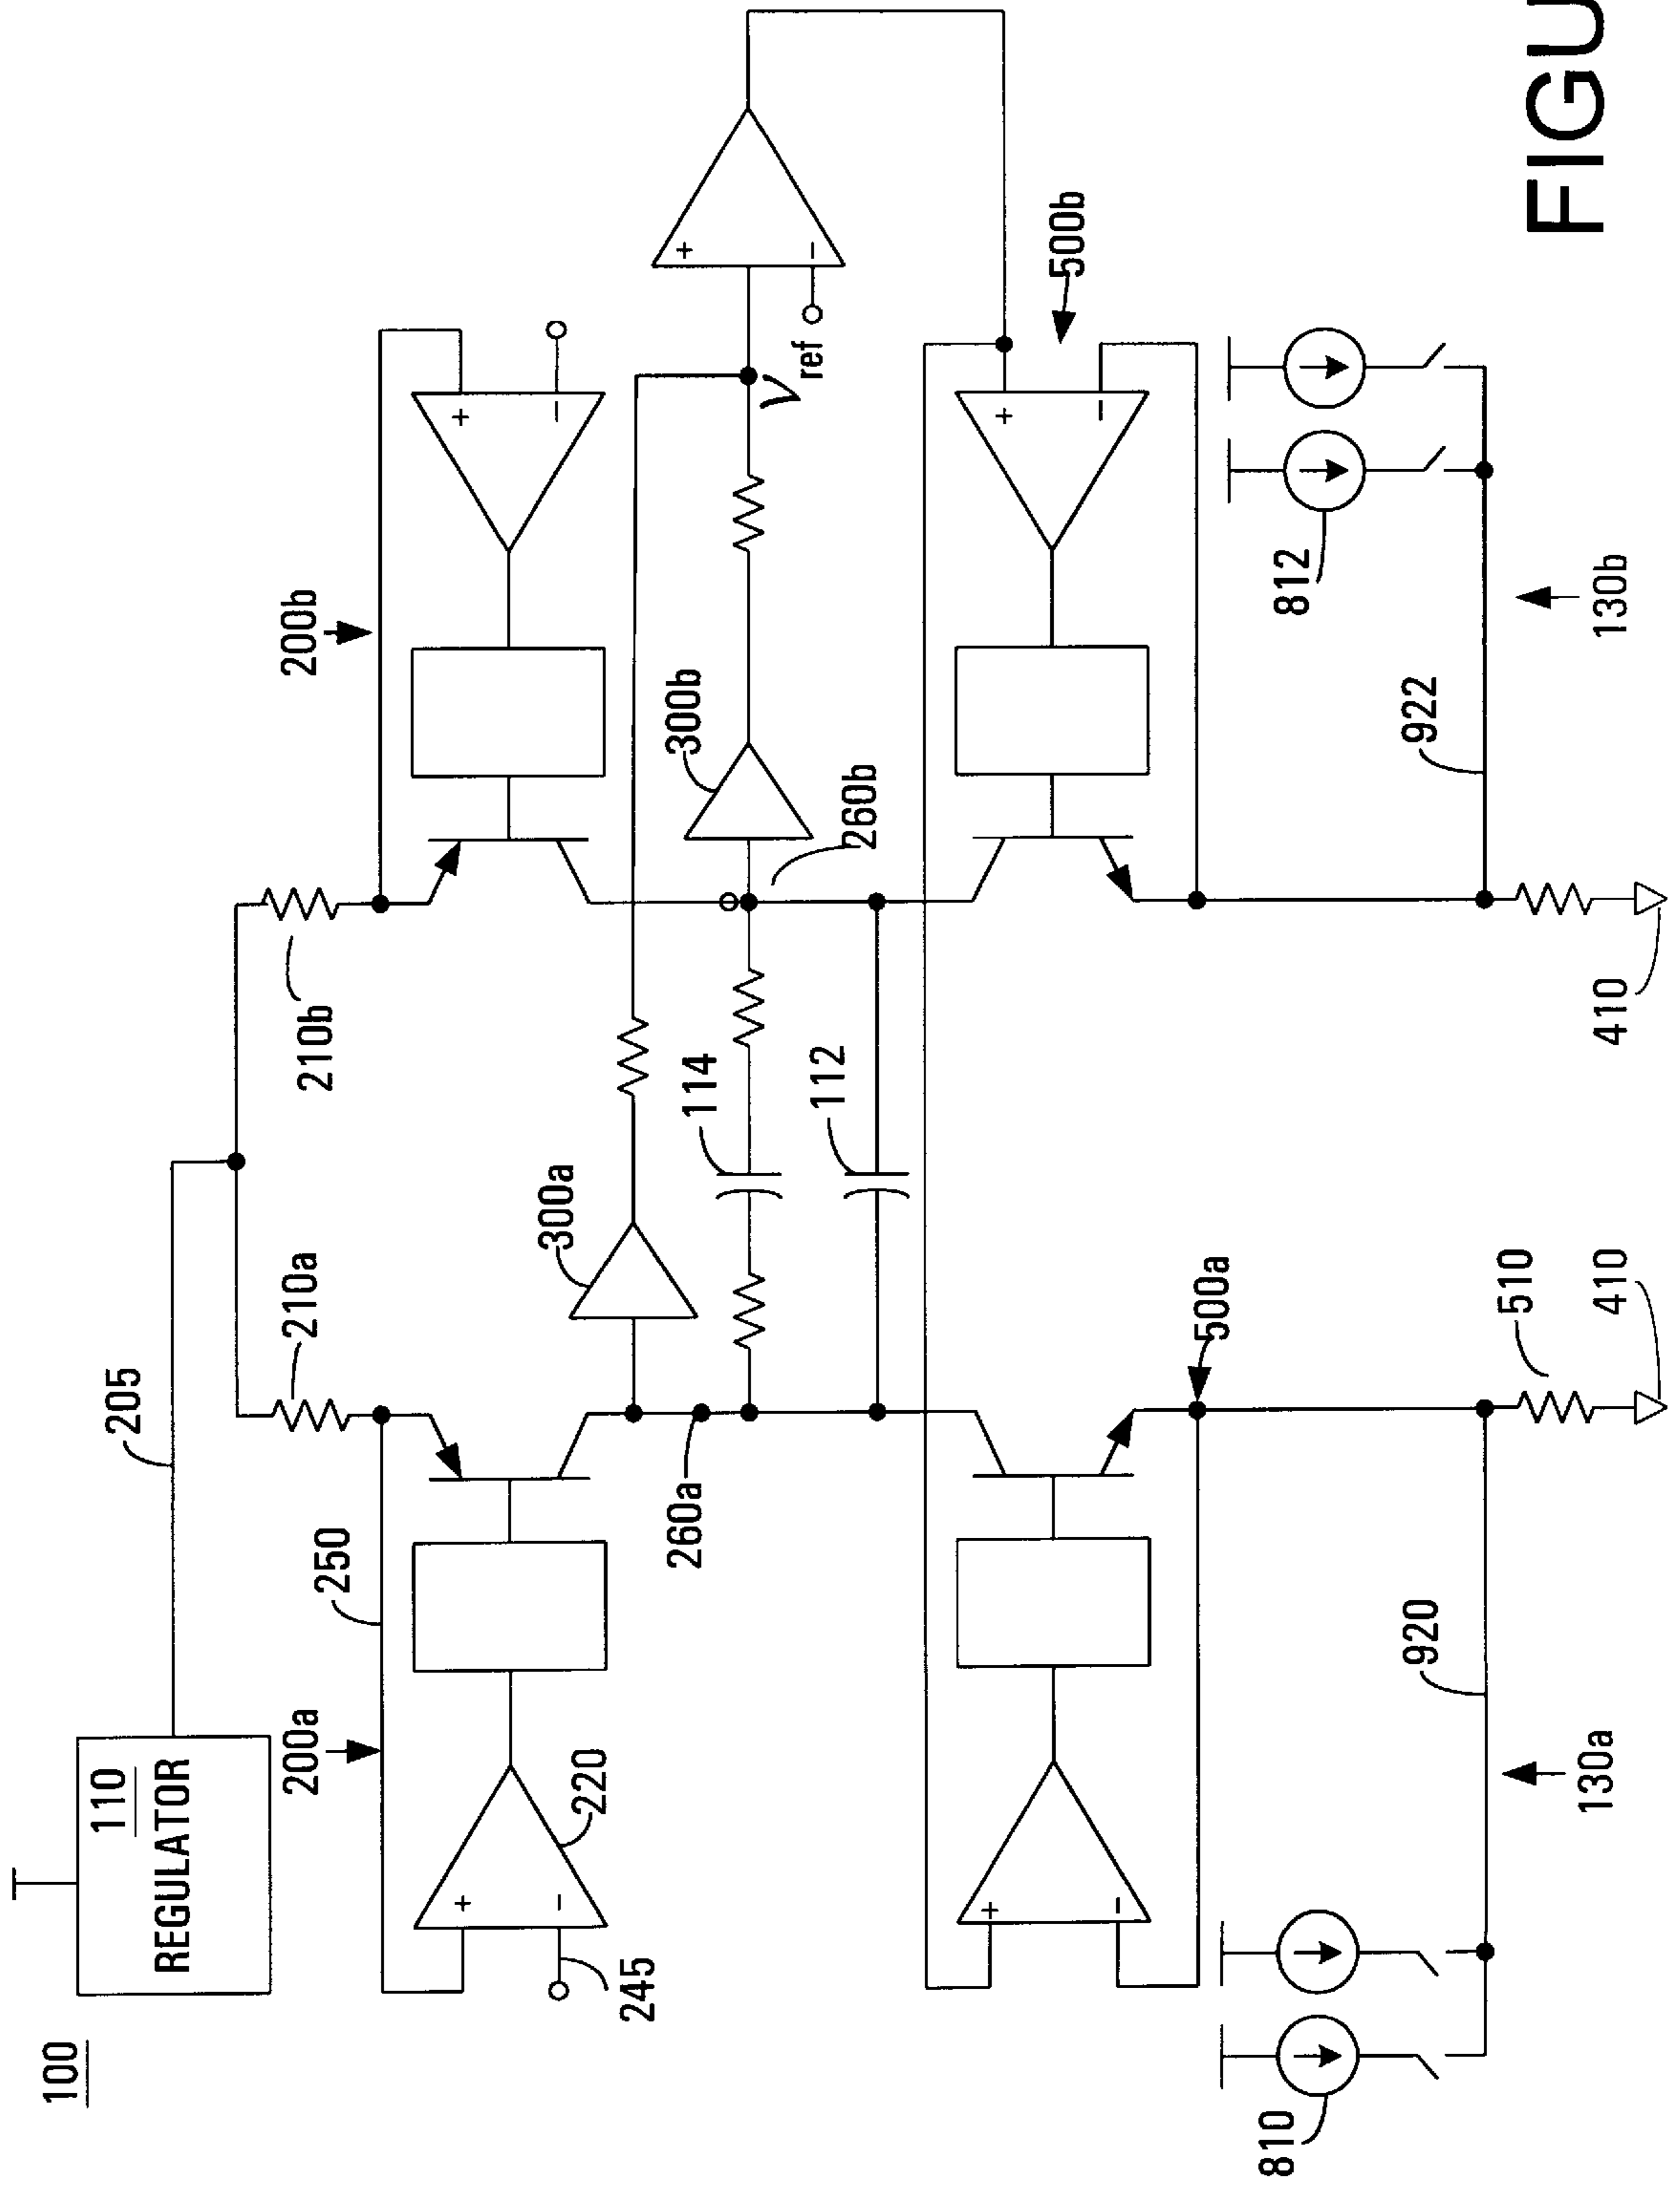 100
110
REGULATOR
205
200a
250
210a
210b
200b
220
245
+
−
+
−
300a
260a
114
112
300b
260b
V
ref
+
−
500a
500b
+
−
+
−
810
130a
920
510
410
410
922
812
130b
FIGU